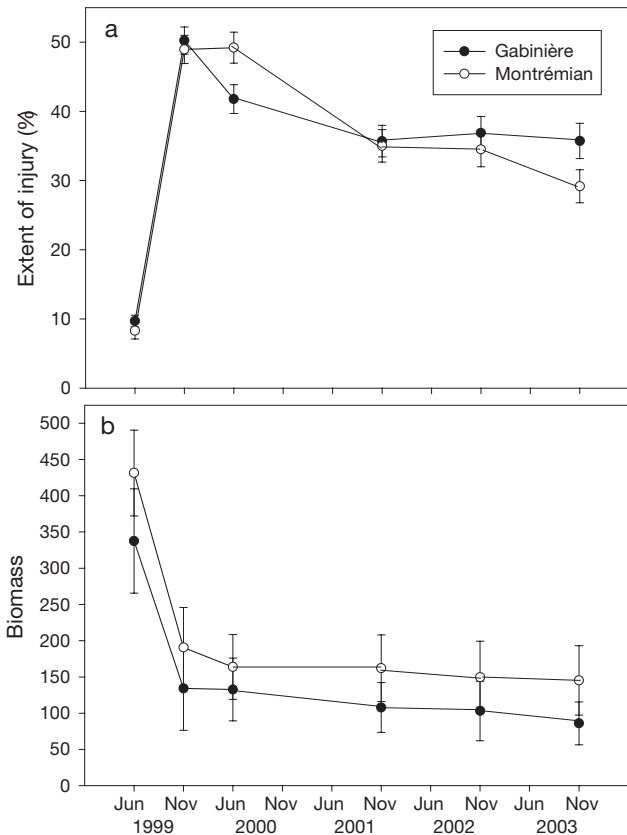 a
50
40
30
20
10
0
Extent of injury (%)
Gabinière
Montrémian
b
500
450
400
350
300
250
200
150
100
50
0
Biomass
Jun Nov Jun Nov Jun Nov Jun Nov Jun Nov
1999 2000 2001 2002 2003